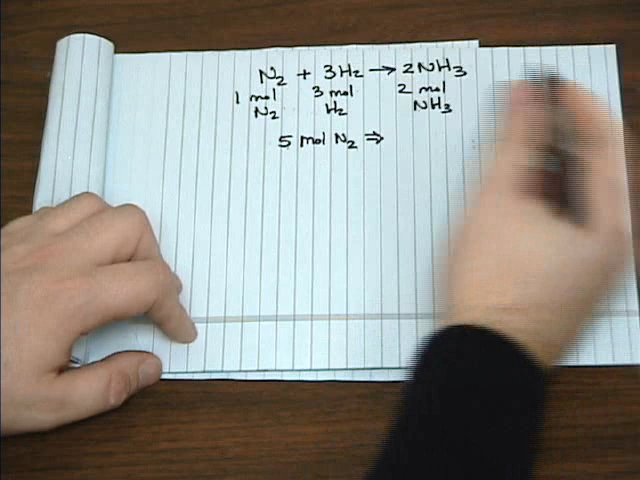 N₂ + 3H₂ → 2NH₃
1 mol 3 mol 2 mol
N₂ H₂ NH₃
5 mol N₂ ⇒